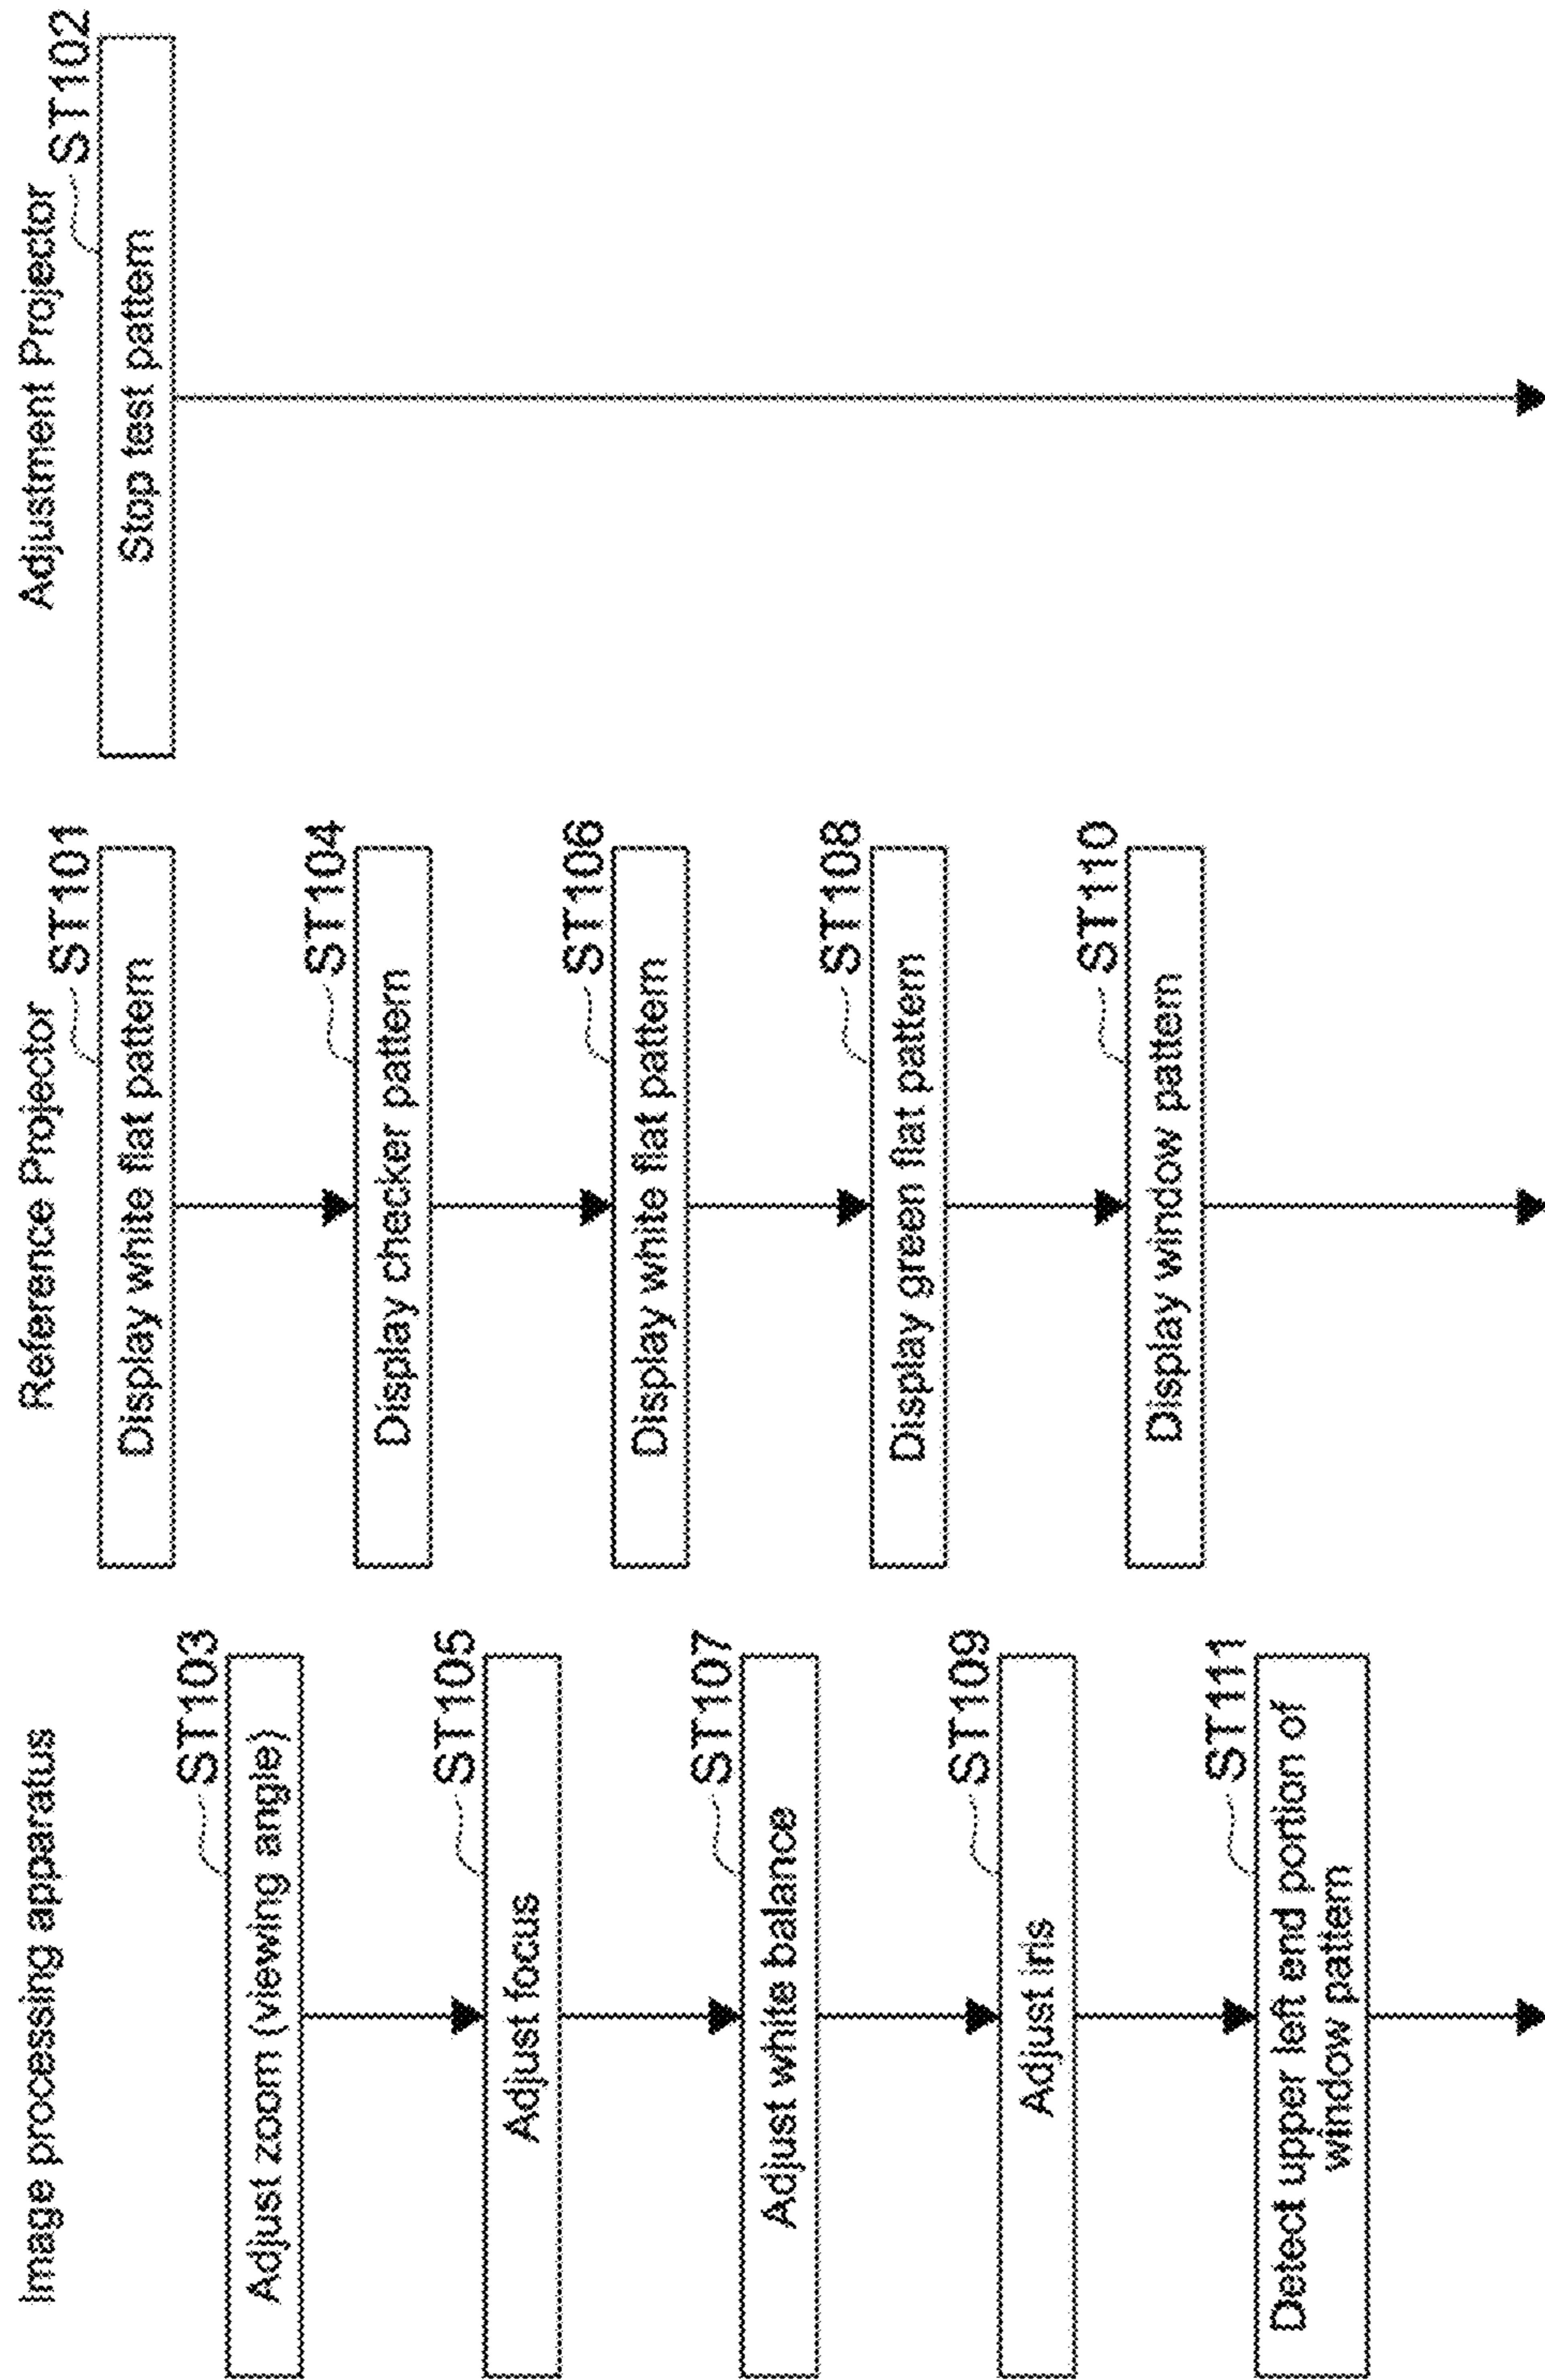 Image processing apparatus
Reference Projector
Adjustment Projector
ST101
Display white flat pattern
ST102
Stop test pattern
ST103
Adjust zoom (viewing angle)
ST104
Display checker pattern
ST105
Adjust focus
ST106
Display white flat pattern
ST107
Adjust white balance
ST108
Display green flat pattern
ST109
Adjust iris
ST110
Display window pattern
ST111
Detect upper left end portion of
window pattern